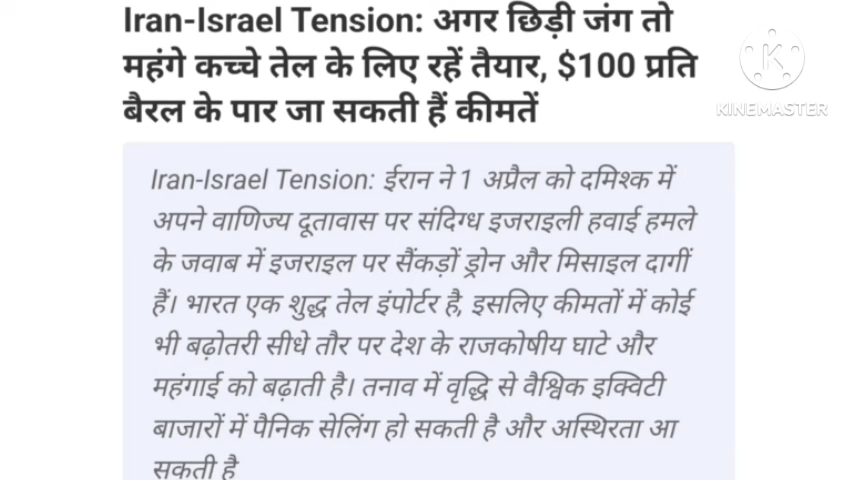 Iran-Israel Tension: अगर छिड़ी जंग तो
महंगे कच्चे तेल के लिए रहें तैयार, $100 प्रति
बैरल के पार जा सकती हैं कीमतें
K
KINEMASTER
Iran-Israel Tension: ईरान ने 1 अप्रैल को दमिश्क में
अपने वाणिज्य दूतावास पर संदिग्ध इजराइली हवाई हमले
के जवाब में इजराइल पर सैंकड़ों ड्रोन और मिसाइल दागीं
हैं। भारत एक शुद्ध तेल इंपोर्टर है, इसलिए कीमतों में कोई
भी बढ़ोतरी सीधे तौर पर देश के राजकोषीय घाटे और
महंगाई को बढ़ाती है। तनाव में वृद्धि से वैश्विक इक्विटी
बाजारों में पैनिक सेलिंग हो सकती है और अस्थिरता आ
सकती है